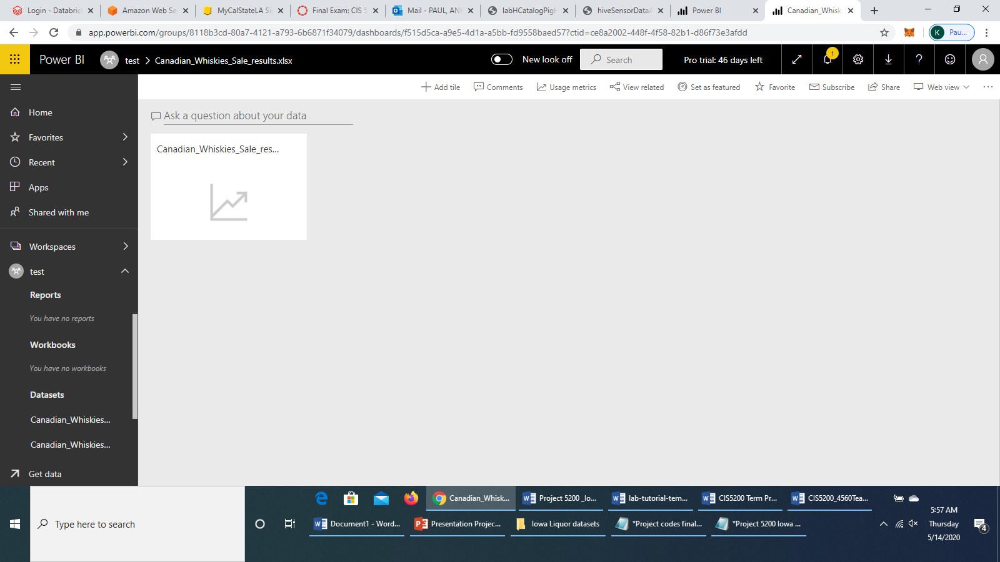 Login - Databric
Amazon Web Se
MyCalStateLA Si
Final Exam: CIS 5
Mail - PAUL, ANI
labHCatalogPigH
hiveSensorDataA
Power BI
Canadian_Whisk
app.powerbi.com/groups/8118b3cd-80a7-4121-a793-6b6871f34079/dashboards/f515d5ca-a9e5-4d1a-a5bb-fd9558baed57?ctid=ce8a2002-448f-4f58-82b1-d86f73e3afdd
K Pau...
Power BI
test > Canadian_Whiskies_Sale_results.xlsx
New look off
Search
Pro trial: 46 days left
1
?
Add tile
Comments
Usage metrics
View related
Set as featured
Favorite
Subscribe
Share
Web view
Home
Favorites
Recent
Apps
Shared with me
Workspaces
test
Reports
You have no reports
Workbooks
You have no workbooks
Datasets
Canadian_Whiskies...
Canadian_Whiskies...
Get data
Ask a question about your data
Canadian_Whiskies_Sale_res...
Type here to search
Canadian_Whisk...
Project 5200 _Io...
lab-tutorial-tem...
CIS5200 Term Pr...
CIS5200_4560Tea...
Document1 - Word...
Presentation Projec...
Iowa Liquor datasets
*Project codes final...
*Project 5200 Iowa ...
5:57 AM
Thursday
5/14/2020
4